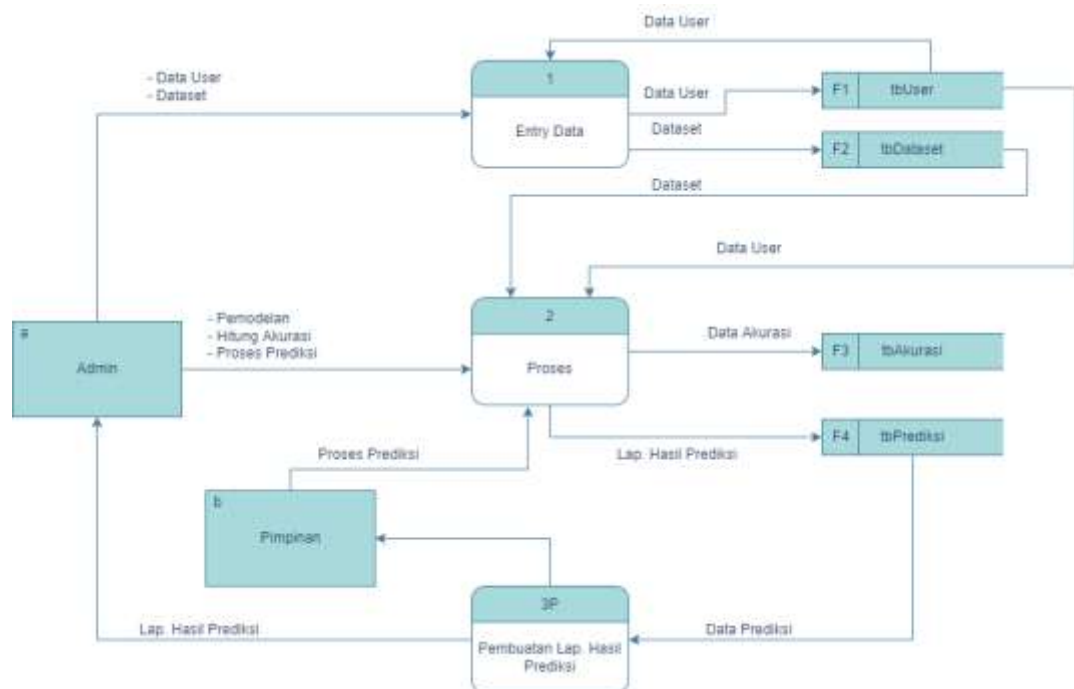 Data User
- Data User
- Dataset
1
Entry Data
Data User
F1 tbUser
Dataset
F2 tbDataset
Dataset
Data User
a
Admin
- Pemodelan
- Hitung Akurasi
- Proses Prediksi
2
Proses
Data Akurasi
F3 tbAkurasi
Lap. Hasil Prediksi
F4 tbPrediksi
Proses Prediksi
b
Pimpinan
Lap. Hasil Prediksi
3P
Pembuatan Lap. Hasil
Prediksi
Data Prediksi